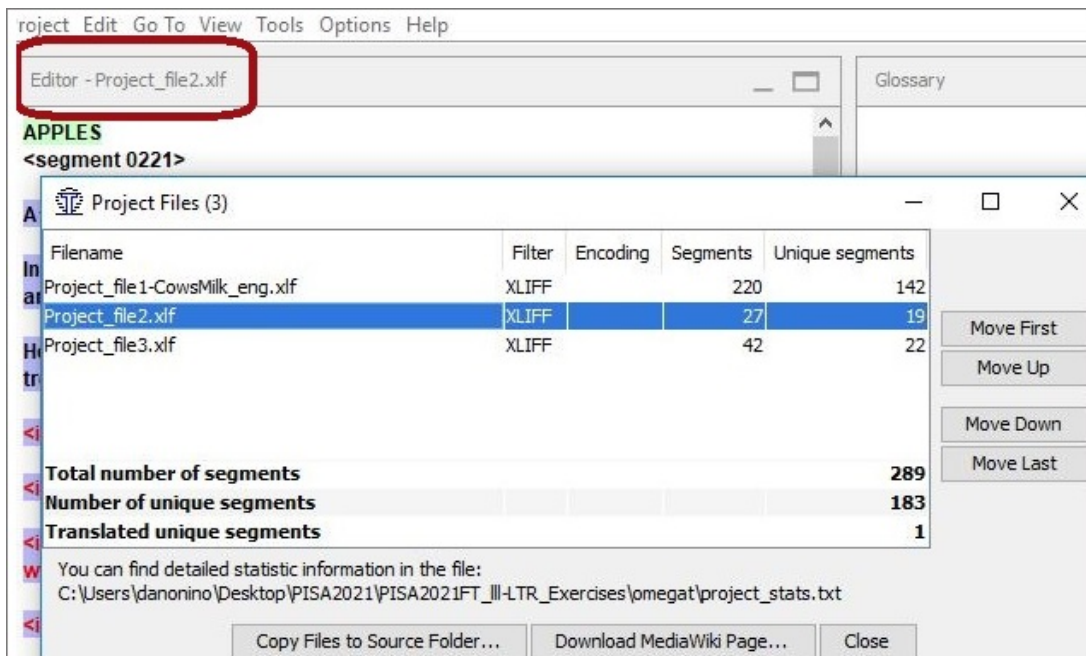 roject Edit Go To View Tools Options Help
Editor - Project_file2.xlf
Glossary
APPLES
<segment 0221>
Project Files (3)
Filename Filter Encoding Segments Unique segments
Project_file1-CowsMilk_eng.xlf XLIFF 220 142
Project_file2.xlf XLIFF 27 19
Project_file3.xlf XLIFF 42 22
Move First
Move Up
Move Down
Move Last
Total number of segments 289
Number of unique segments 183
Translated unique segments 1
You can find detailed statistic information in the file:
C:\Users\danonino\Desktop\PISA2021\PISA2021FT_lll-LTR_Exercises\omegat\project_stats.txt
Copy Files to Source Folder... Download MediaWiki Page... Close